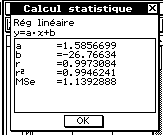 Calcul statistique
Rég linéaire
y=a·x+b
a =1.5856699
b =-26.76634
r =0.9973084
r² =0.9946241
MSe =1.1392888
OK